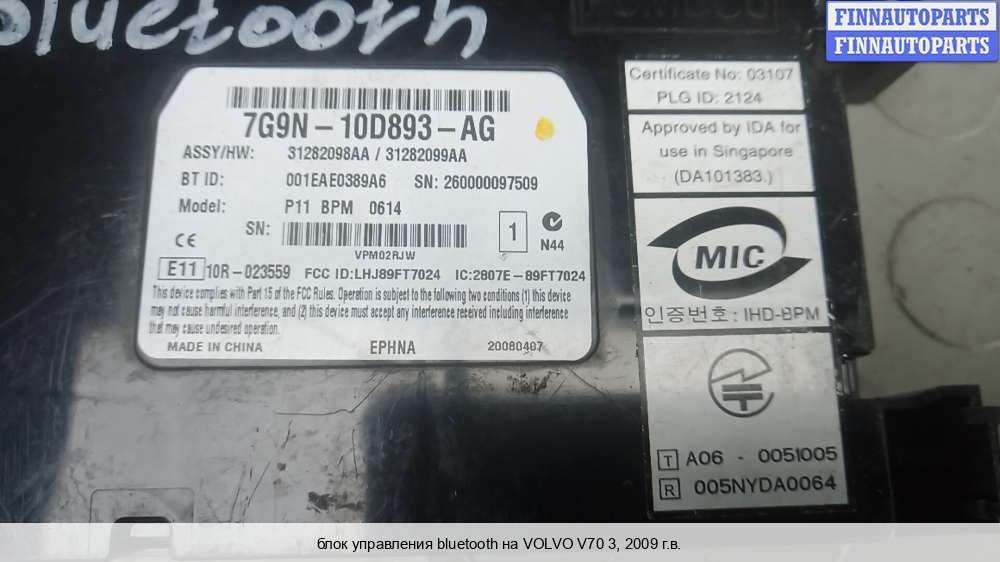 FINNAUTOPARTS
FINNAUTOPARTS
bluetooth
7G9N-10D893-AG
ASSY/HW: 31282098AA / 31282099AA
BT ID: 001EAE0389A6 SN: 260000097509
Model: P11 BPM 0614
SN:
VPM02RJW
1
N44
CE
E11 10R-023559 FCC ID:LHJ89FT7024 IC:2807E-89FT7024
This device complies with Part 15 of the FCC Rules. Operation is subject to the following two conditions (1) this device
may not cause harmful interference, and (2) this device must accept any interference received including interference
that may cause undesired operation.
MADE IN CHINA EPHNA 20080407
Certificate No: 03107
PLG ID: 2124
Approved by IDA for
use in Singapore
(DA101383.)
MIC
인증번호: IHD-BPM
T A06 - 0051005
R 005NYDA0064
блок управления bluetooth на VOLVO V70 3, 2009 г.в.